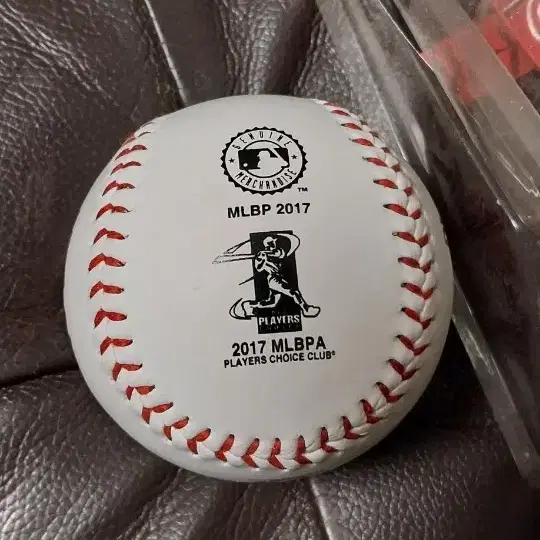 GENUINE
MERCHANDISE
TM
MLBP 2017
PLAYERS
2017 MLBPA
PLAYERS CHOICE CLUB®